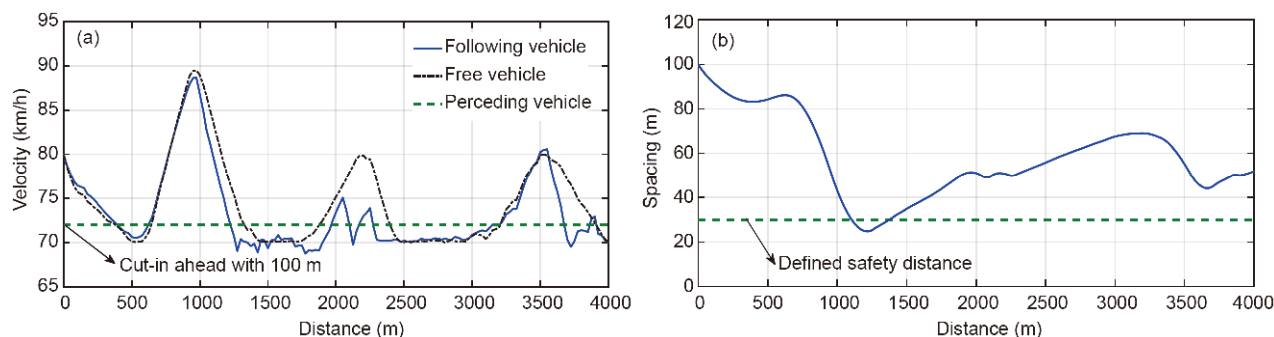 (a)
Following vehicle
Free vehicle
Perceding vehicle
Cut-in ahead with 100 m
Velocity (km/h)
95
90
85
80
75
70
65
0 500 1000 1500 2000 2500 3000 3500 4000
Distance (m)
(b)
Defined safety distance
Spacing (m)
120
100
80
60
40
20
0
0 500 1000 1500 2000 2500 3000 3500 4000
Distance (m)